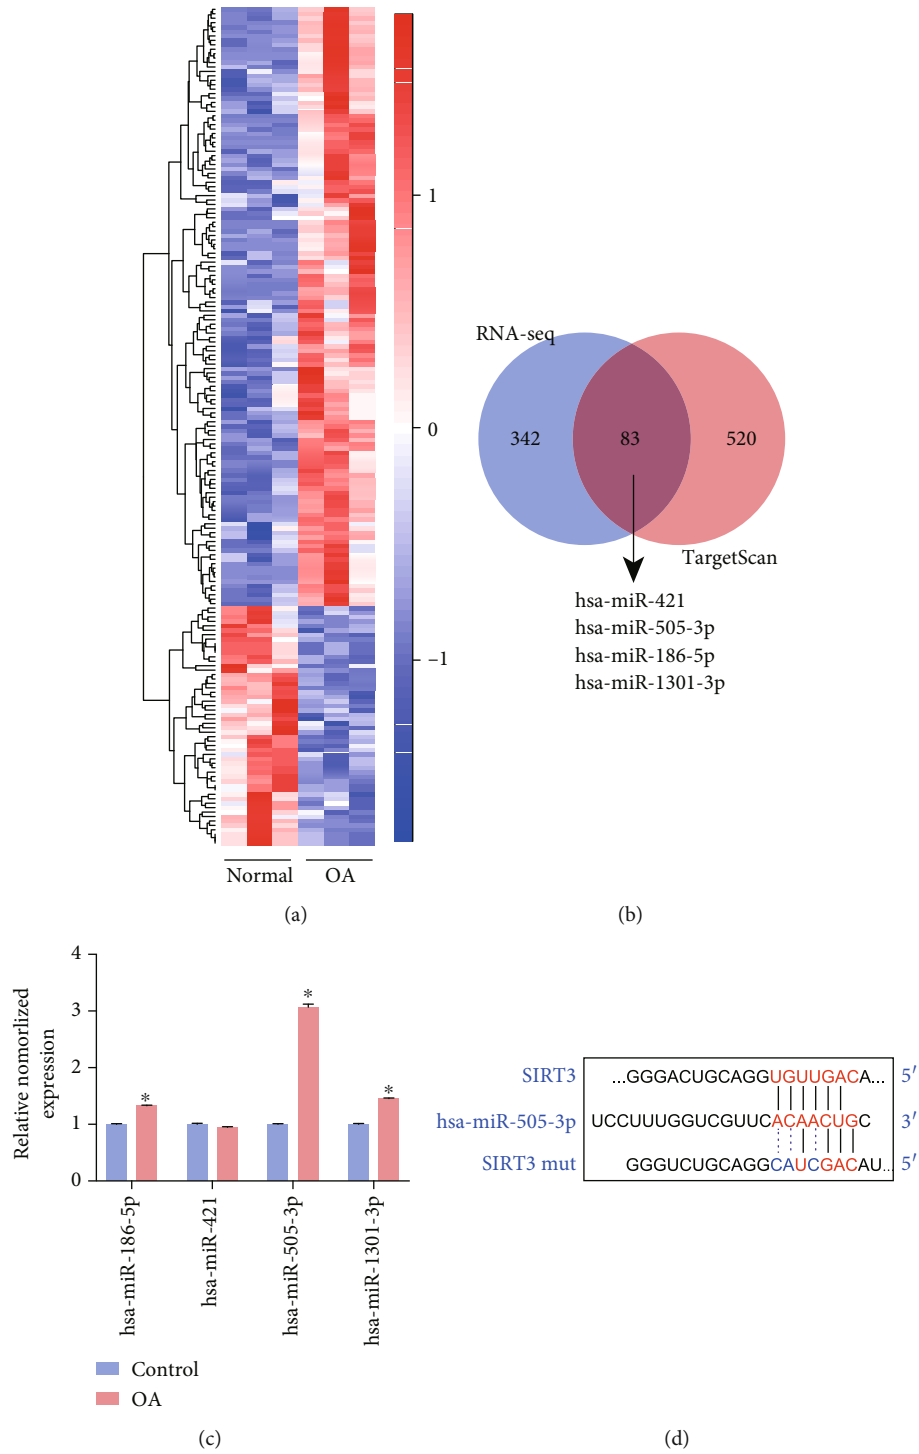 1
0
−1
Normal
OA
(a)
RNA-seq
342
83
520
TargetScan
hsa-miR-421
hsa-miR-505-3p
hsa-miR-186-5p
hsa-miR-1301-3p
(b)
Relative nomorlized
expression
4
3
2
1
0
*
*
*
hsa-miR-186-5p
hsa-miR-421
hsa-miR-505-3p
hsa-miR-1301-3p
Control
OA
(c)
SIRT3 ...GGGACUGCAGGUGUUGACA... 5′
hsa-miR-505-3p UCCUUUGGUCGUUCACAACUGC 3′
SIRT3 mut GGGUCUGCAGGCAUCGACAU... 5′
(d)